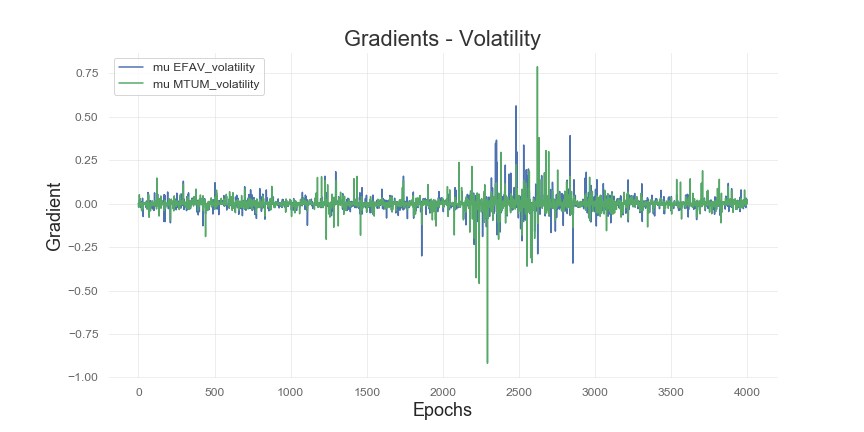 Gradients - Volatility
mu EFAV_volatility
mu MTUM_volatility
0.75
0.50
0.25
0.00
−0.25
−0.50
−0.75
−1.00
Gradient
0 500 1000 1500 2000 2500 3000 3500 4000
Epochs